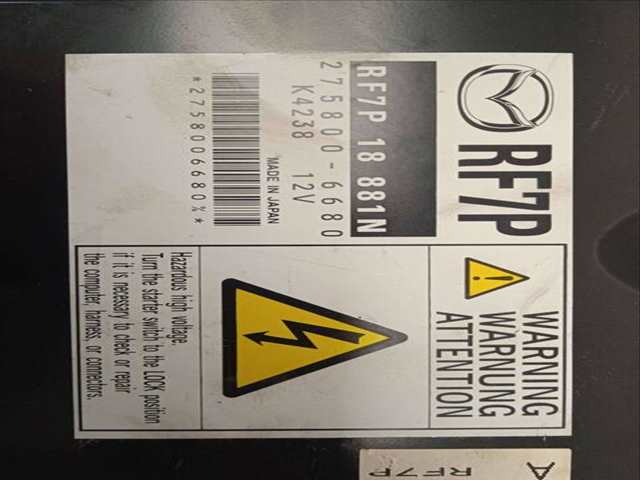 RF7P
RF7P 18 881N
275800-6680
K4238 12V
MADE IN JAPAN
*2758006680%*
WARNING
WARNUNG
ATTENTION
Hazardous high voltage.
Turn the starter switch to the LOCK position
if it is necessary to check or repair
the computer, harness, or connectors.
A